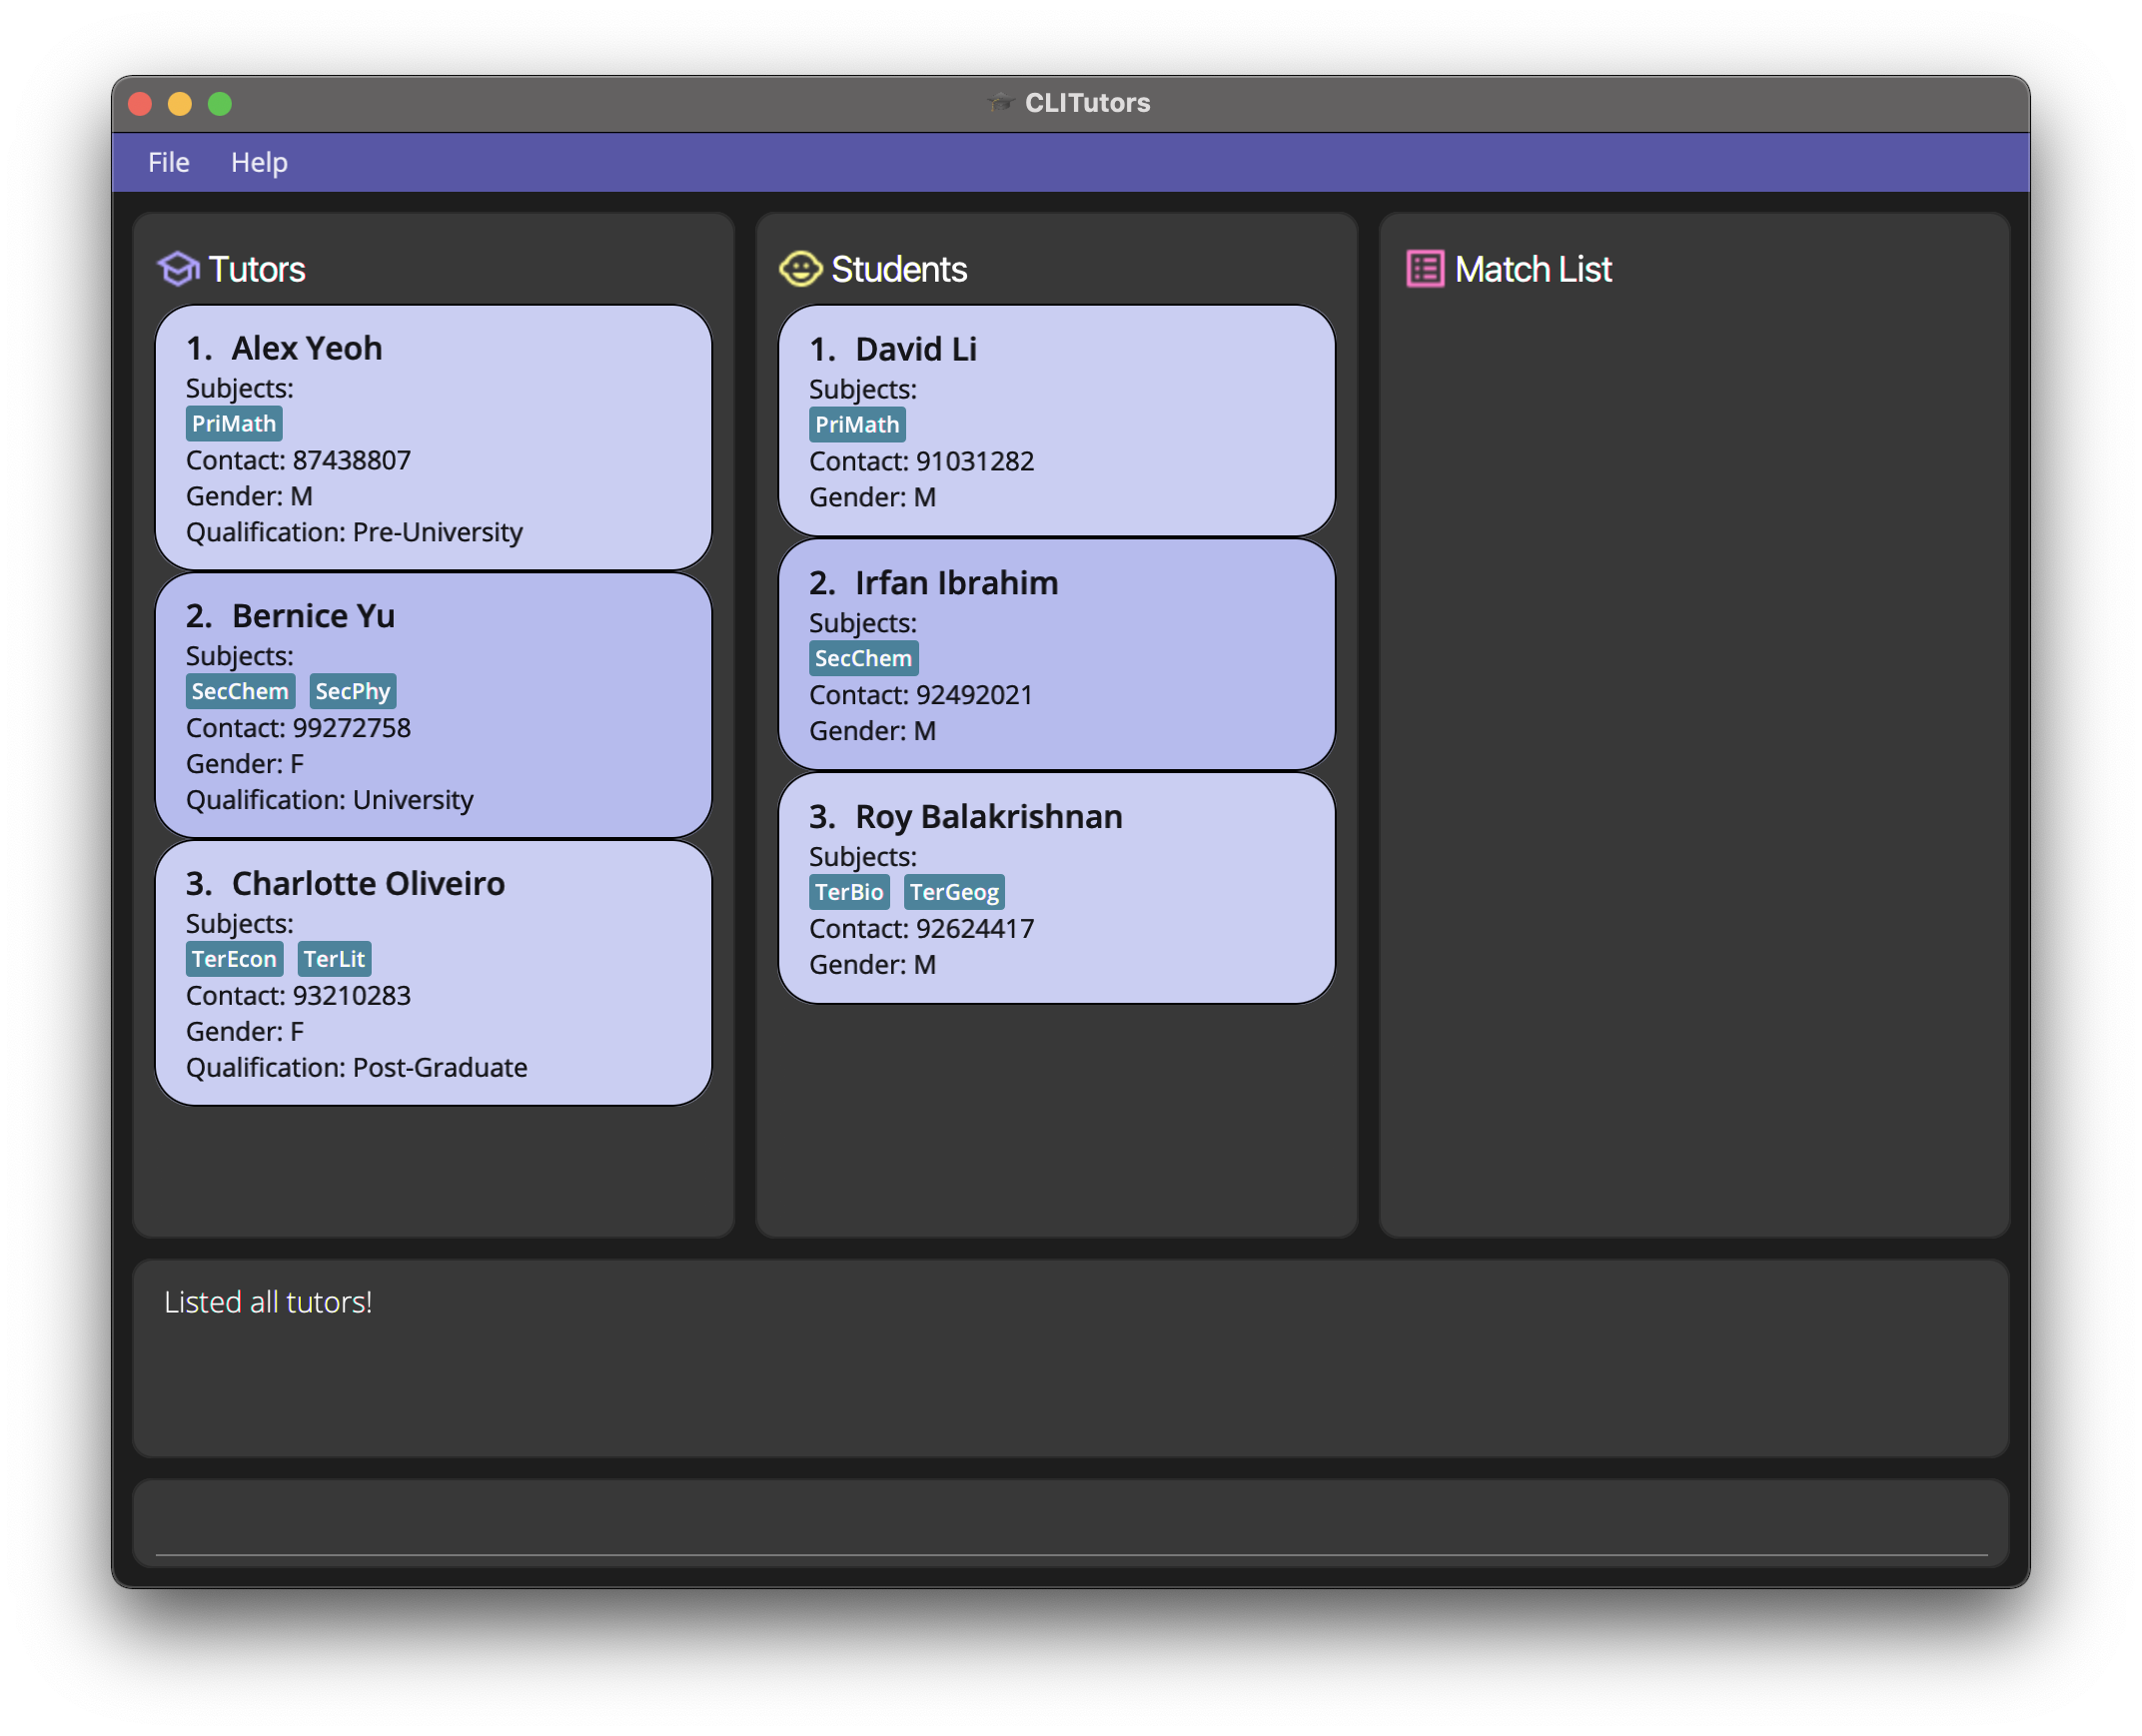 CLITutors
File Help
Tutors
1. Alex Yeoh
Subjects:
PriMath
Contact: 87438807
Gender: M
Qualification: Pre-University
2. Bernice Yu
Subjects:
SecChem SecPhy
Contact: 99272758
Gender: F
Qualification: University
3. Charlotte Oliveiro
Subjects:
TerEcon TerLit
Contact: 93210283
Gender: F
Qualification: Post-Graduate
Students
1. David Li
Subjects:
PriMath
Contact: 91031282
Gender: M
2. Irfan Ibrahim
Subjects:
SecChem
Contact: 92492021
Gender: M
3. Roy Balakrishnan
Subjects:
TerBio TerGeog
Contact: 92624417
Gender: M
Match List
Listed all tutors!